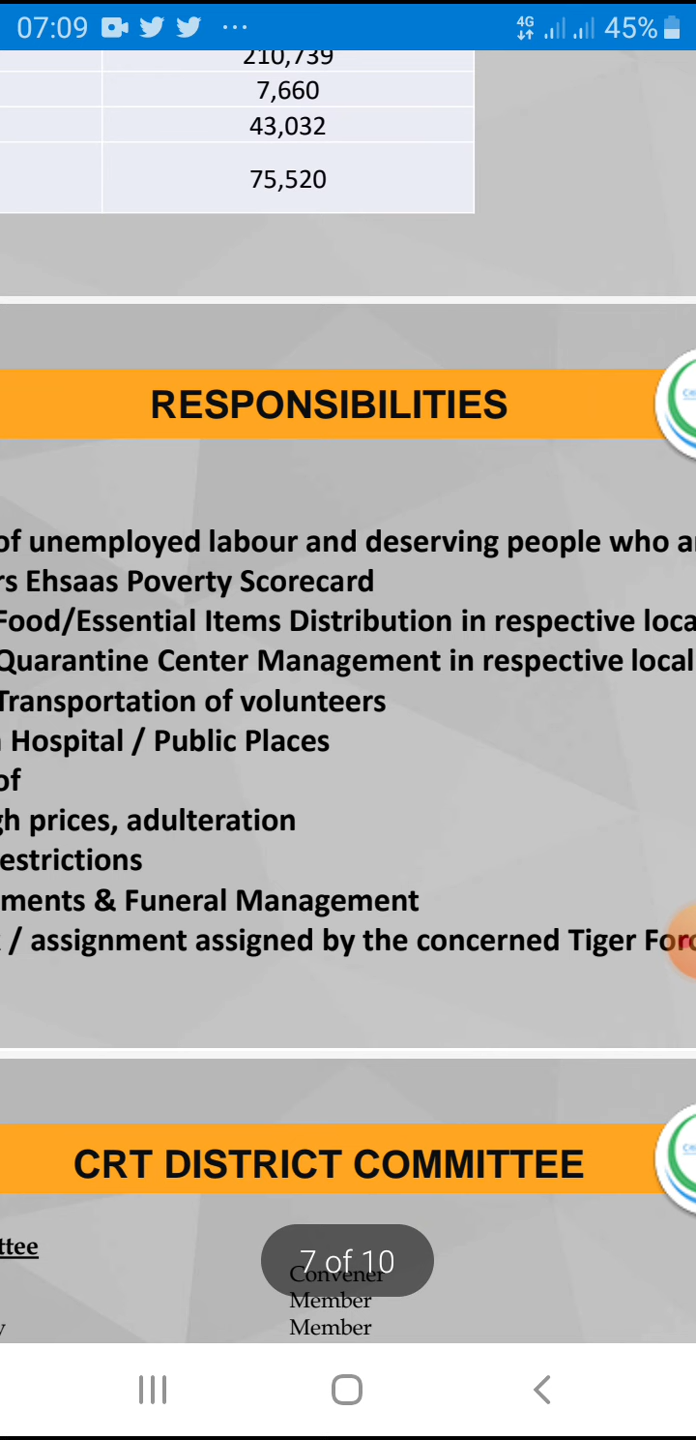 07:09 ... 4G 45%
210,739
7,660
43,032
75,520
RESPONSIBILITIES
of unemployed labour and deserving people who a
rs Ehsaas Poverty Scorecard
Food/Essential Items Distribution in respective loca
Quarantine Center Management in respective local
Transportation of volunteers
Hospital / Public Places
of
gh prices, adulteration
estrictions
ments & Funeral Management
/ assignment assigned by the concerned Tiger Forc
CRT DISTRICT COMMITTEE
ttee
7 of 10
Convener
Member
y Member